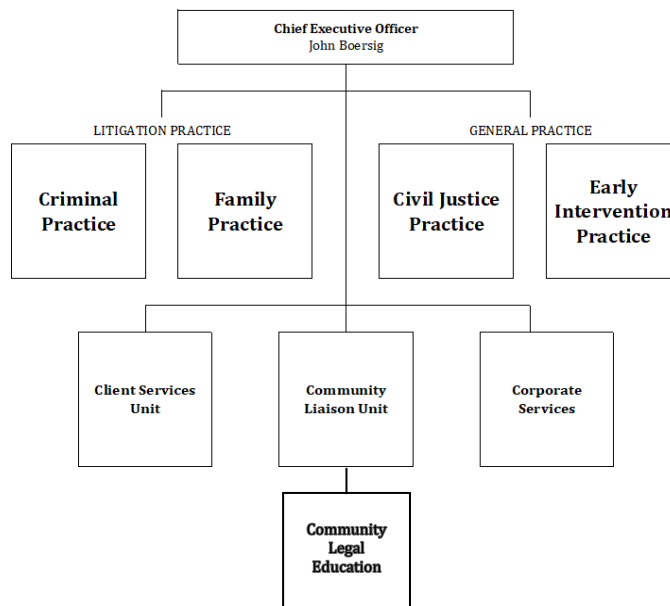 Chief Executive Officer
John Boersig
LITIGATION PRACTICE
GENERAL PRACTICE
Criminal
Practice
Family
Practice
Civil Justice
Practice
Early
Intervention
Practice
Client Services
Unit
Community
Liaison Unit
Corporate
Services
Community
Legal
Education